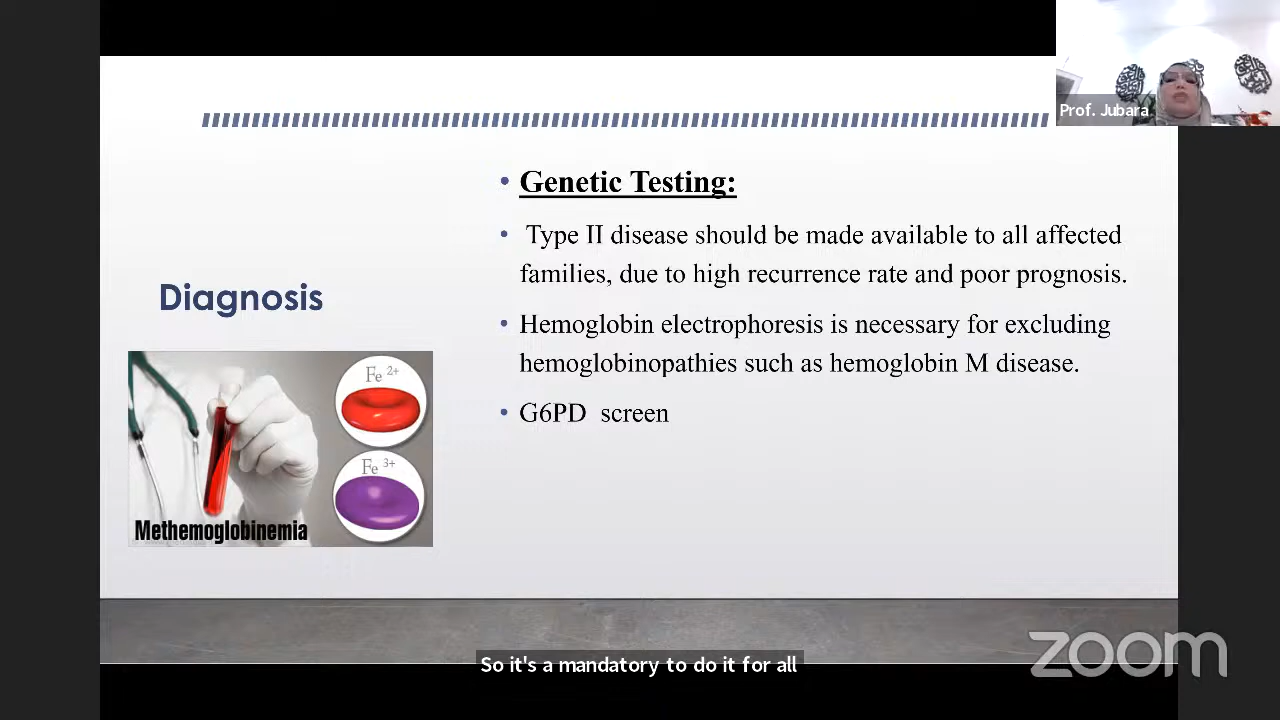 Prof. Jubara
• Genetic Testing:
• Type II disease should be made available to all affected
families, due to high recurrence rate and poor prognosis.
Diagnosis
• Hemoglobin electrophoresis is necessary for excluding
hemoglobinopathies such as hemoglobin M disease.
• G6PD screen
Fe 2+
Fe 3+
Methemoglobinemia
zoom
So it's a mandatory to do it for all